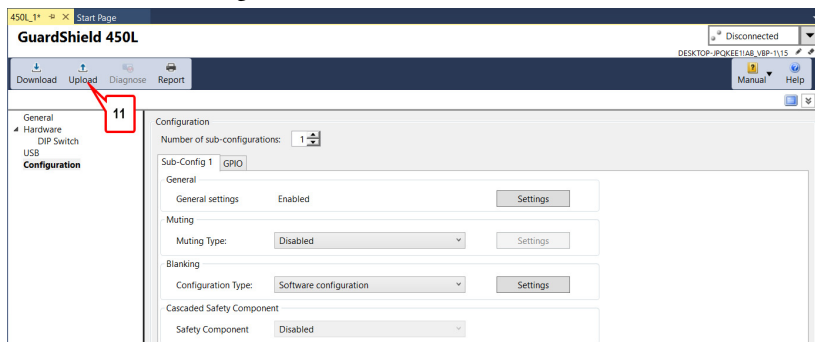 450L_1* Start Page
GuardShield 450L
Disconnected
DESKTOP-JPQKEE1!AB_VBP-1\15
Download Upload Diagnose Report
Manual Help
11
General
Hardware
DIP Switch
USB
Configuration
Configuration
Number of sub-configurations: 1
Sub-Config 1 GPIO
General
General settings Enabled Settings
Muting
Muting Type: Disabled Settings
Blanking
Configuration Type: Software configuration Settings
Cascaded Safety Component
Safety Component Disabled